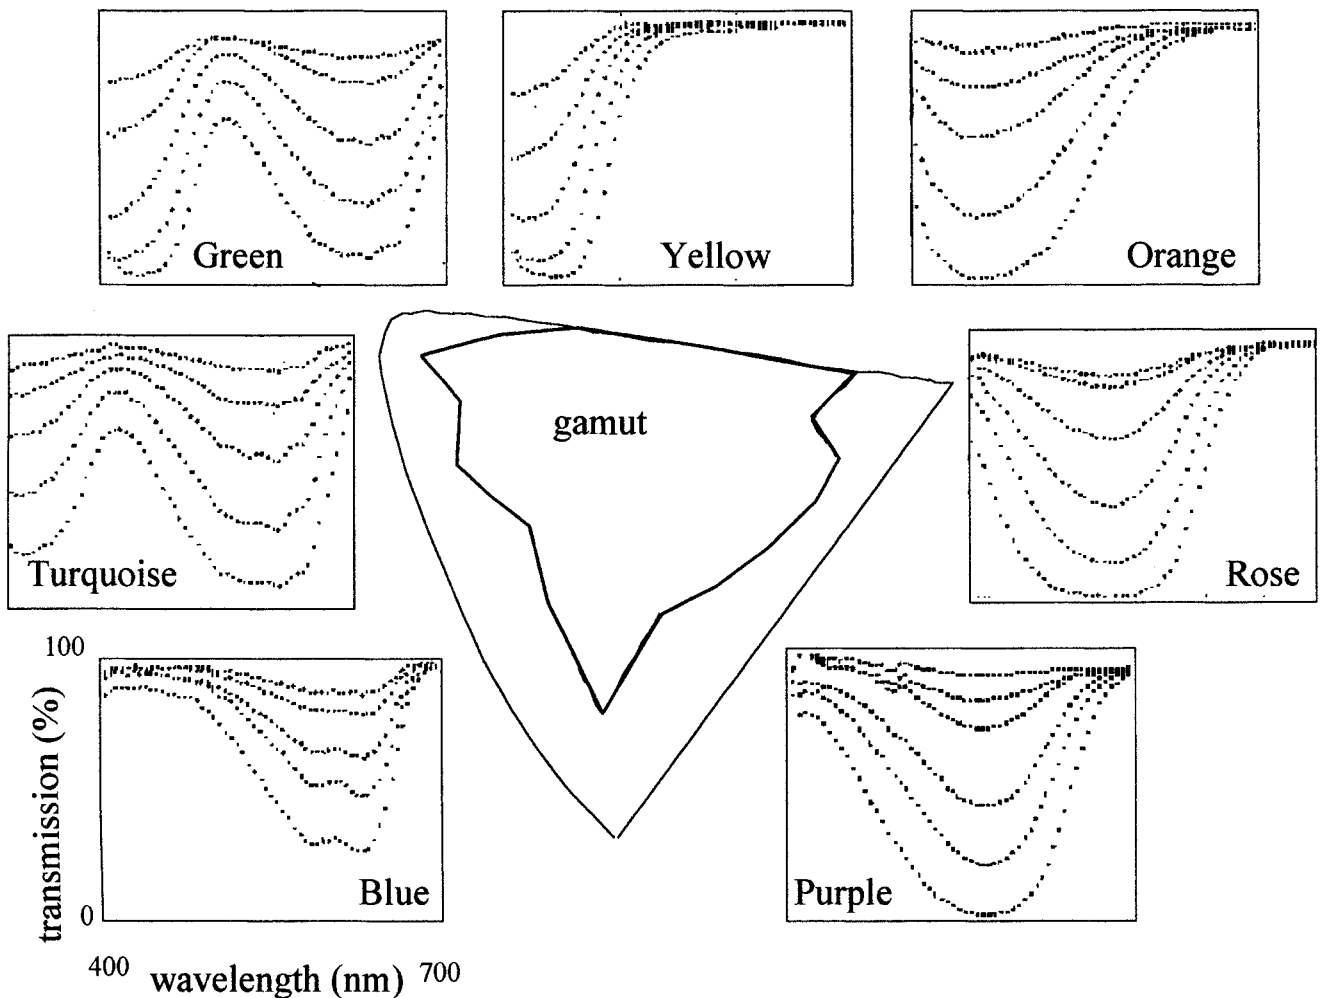 Green
Yellow
Orange
gamut
Turquoise
Rose
100
transmission (%)
0
Blue
Purple
400
wavelength (nm)
700